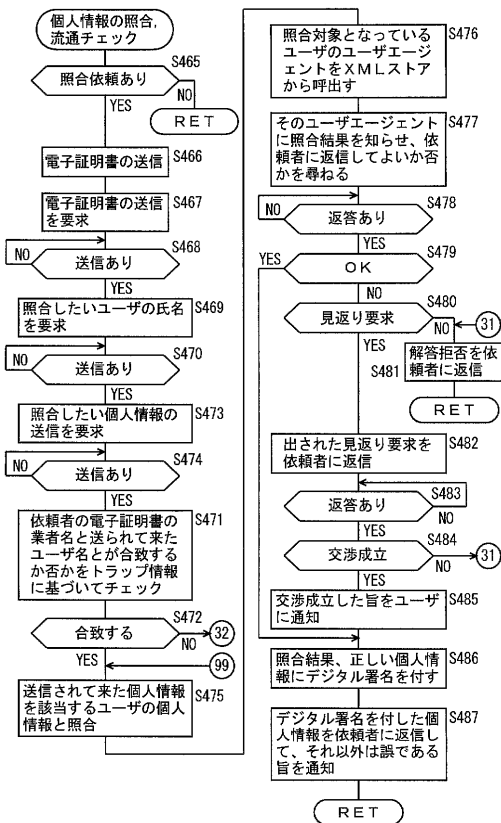 個人情報の照合,
流通チェック
S465
照合依頼あり
NO
YES
RET
電子証明書の送信
S466
電子証明書の送信
を要求
S467
S468
NO
送信あり
YES
照合したいユーザの氏名
を要求
S469
S470
NO
送信あり
YES
照合したい個人情報の
送信を要求
S473
S474
NO
送信あり
YES
依頼者の電子証明書の
業者名と送られて来た
ユーザ名とが合致する
か否かをトラップ情報
に基づいてチェック
S471
S472
合致する
32
NO
YES
99
送信されて来た個人情報
を該当するユーザの個人
情報と照合
S475
照合対象となっている
ユーザのユーザエージ
ェントをXMLストア
から呼出す
S476
そのユーザエージェント
に照合結果を知らせ、依
頼者に返信してよいか否
かを尋ねる
S477
S478
NO
返答あり
YES
S479
YES
OK
NO
S480
見返り要求
NO
31
YES
S481
解答拒否を依
頼者に返信
RET
出された見返り要求を
依頼者に返信
S482
S483
返答あり
NO
YES
S484
交渉成立
31
NO
YES
交渉成立した旨をユーザ
に通知
S485
照合結果、正しい個人情
報にデジタル署名を付す
S486
デジタル署名を付した個
人情報を依頼者に返信し
て、それ以外は誤である
旨を通知
S487
RET